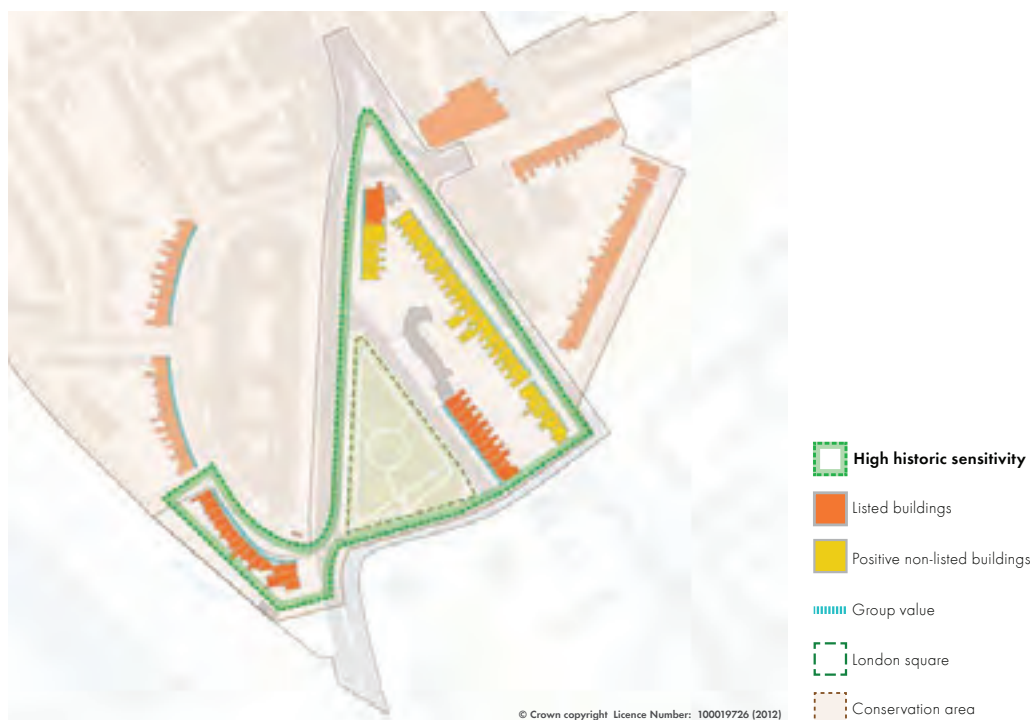 High historic sensitivity
Listed buildings
Positive non-listed buildings
Group value
London square
Conservation area
© Crown copyright Licence Number: 100019726 (2012)